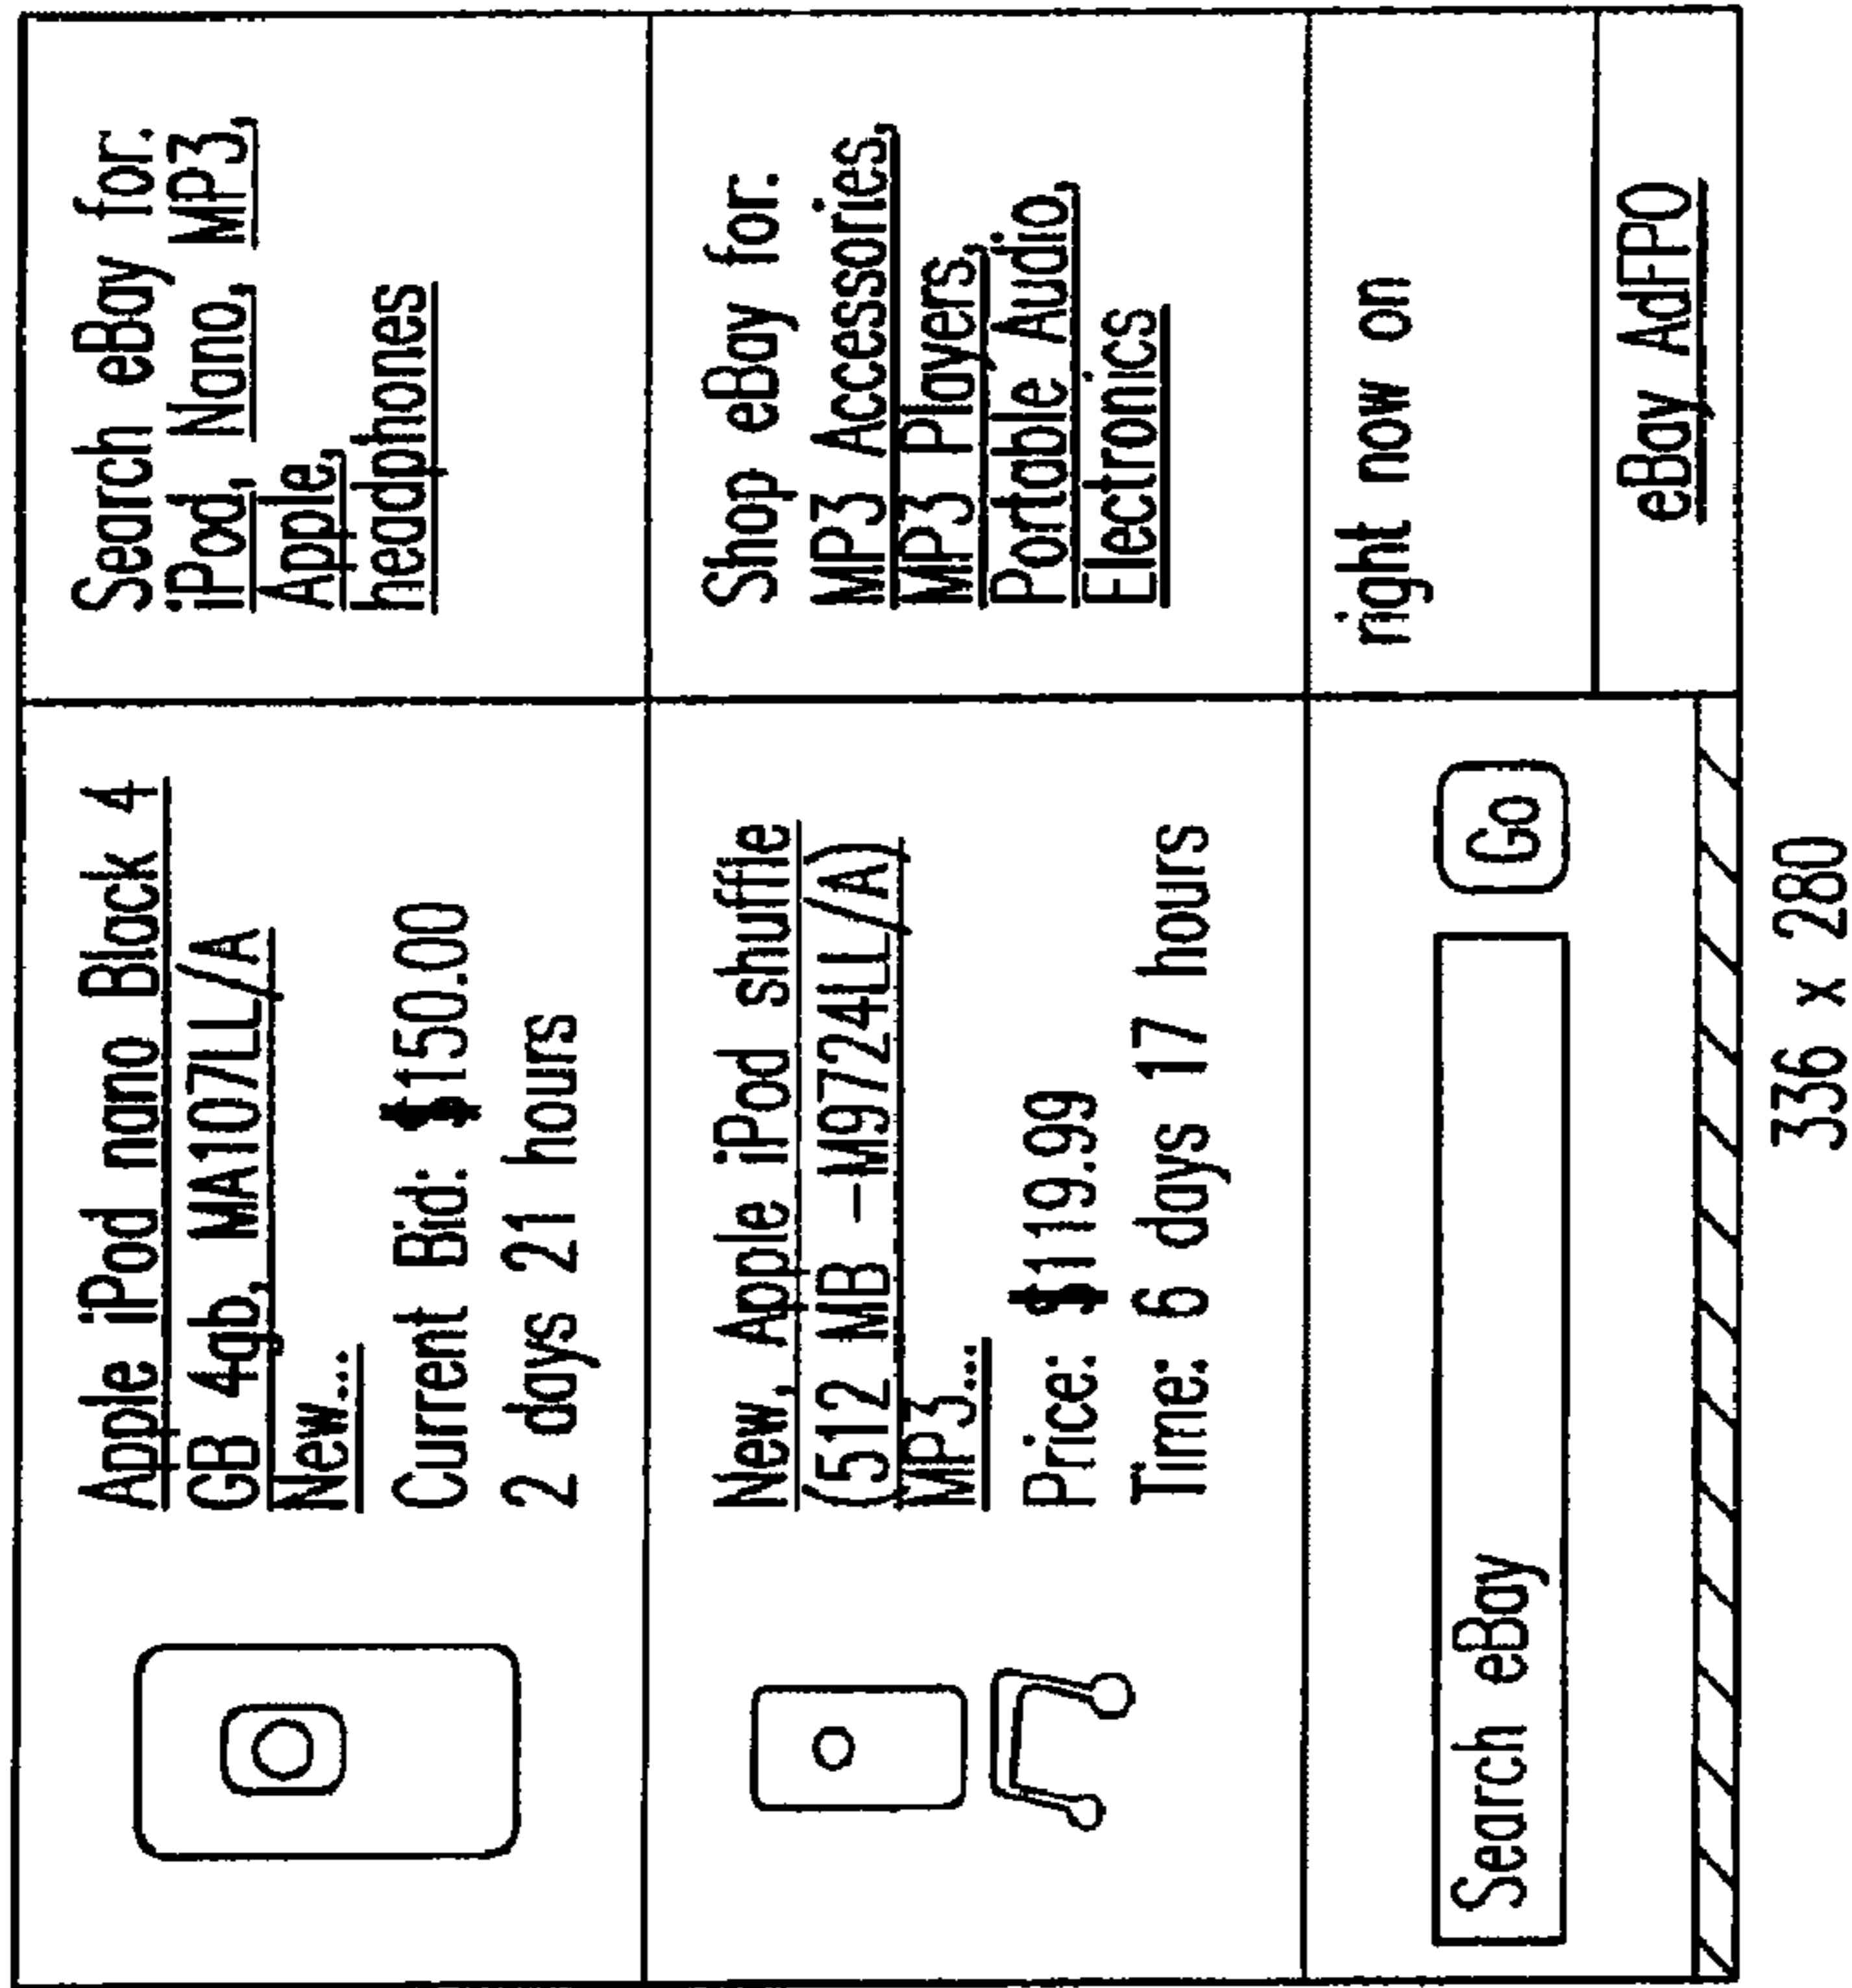 Apple iPod nano Black 4
GB 4gb, MA107LL/A
New...
Current Bid: $150.00
2 days 21 hours
Search eBay for:
iPod, Nano, MP3,
Apple,
headphones
New, Apple iPod shuffle
(512 MB -M9724LL/A)
MP3...
Price: $119.99
Time: 6 days 17 hours
Shop eBay for:
MP3 Accessories,
MP3 Players,
Portable Audio,
Electronics
Search eBay
Go
right now on
eBay AdFPO
336 x 280